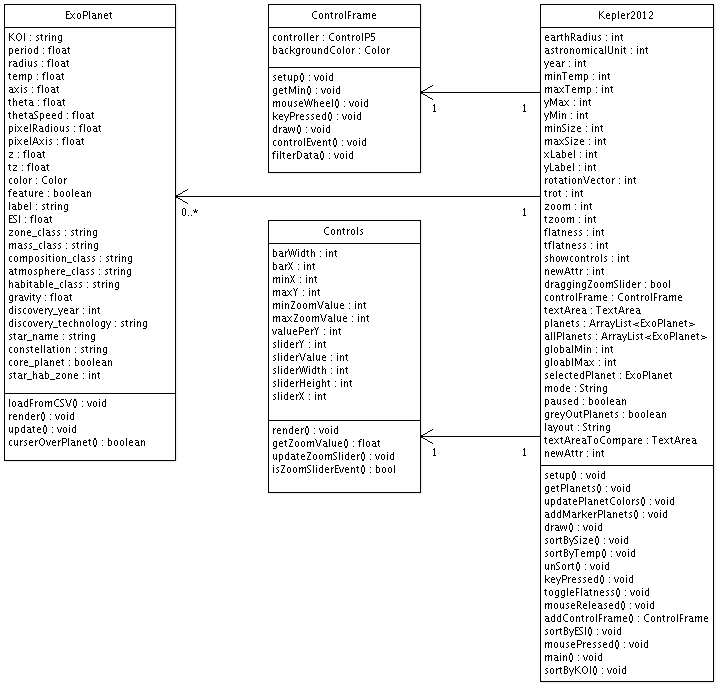 ExoPlanet
KOI : string
period : float
radius : float
temp : float
axis : float
theta : float
thetaSpeed : float
pixelRadious : float
pixelAxis : float
z : float
tz : float
color : Color
feature : boolean
label : string
ESI : float
zone_class : string
mass_class : string
composition_class : string
atmosphere_class : string
habitable_class : string
gravity : float
discovery_year : int
discovery_technology : string
star_name : string
constellation : string
core_planet : boolean
star_hab_zone : int
loadFromCSV() : void
render() : void
update() : void
curserOverPlanet() : boolean
ControlFrame
controller : ControlP5
backgroundColor : Color
setup() : void
getMin() : void
mouseWheel() : void
keyPressed() : void
draw() : void
controlEvent() : void
filterData() : void
1
1
0..*
1
Controls
barWidth : int
barX : int
minX : int
maxY : int
minZoomValue : int
maxZoomValue : int
valuePerY : int
sliderY : int
sliderValue : int
sliderWidth : int
sliderHeight : int
sliderX : int
render() : void
getZoomValue() : float
updateZoomSlider() : void
isZoomSliderEvent() : bool
1
1
Kepler2012
earthRadius : int
astronomicalUnit : int
year : int
minTemp : int
maxTemp : int
yMax : int
yMin : int
minSize : int
maxSize : int
xLabel : int
yLabel : int
rotationVector : int
trot : int
zoom : int
tzoom : int
flatness : int
tflatness : int
showcontrols : int
newAttr : int
draggingZoomSlider : bool
controlFrame : ControlFrame
textArea : TextArea
planets : ArrayList<ExoPlanet>
allPlanets : ArrayList<ExoPlanet>
globalMin : int
gloablMax : int
selectedPlanet : ExoPlanet
mode : String
paused : boolean
greyOutPlanets : boolean
layout : String
textAreaToCompare : TextArea
newAttr : int
setup() : void
getPlanets() : void
updatePlanetColors() : void
addMarkerPlanets() : void
draw() : void
sortBySize() : void
sortByTemp() : void
unSort() : void
keyPressed() : void
toggleFlatness() : void
mouseReleased() : void
addControlFrame() : ControlFrame
sortByESI() : void
mousePressed() : void
main() : void
sortByKOI() : void